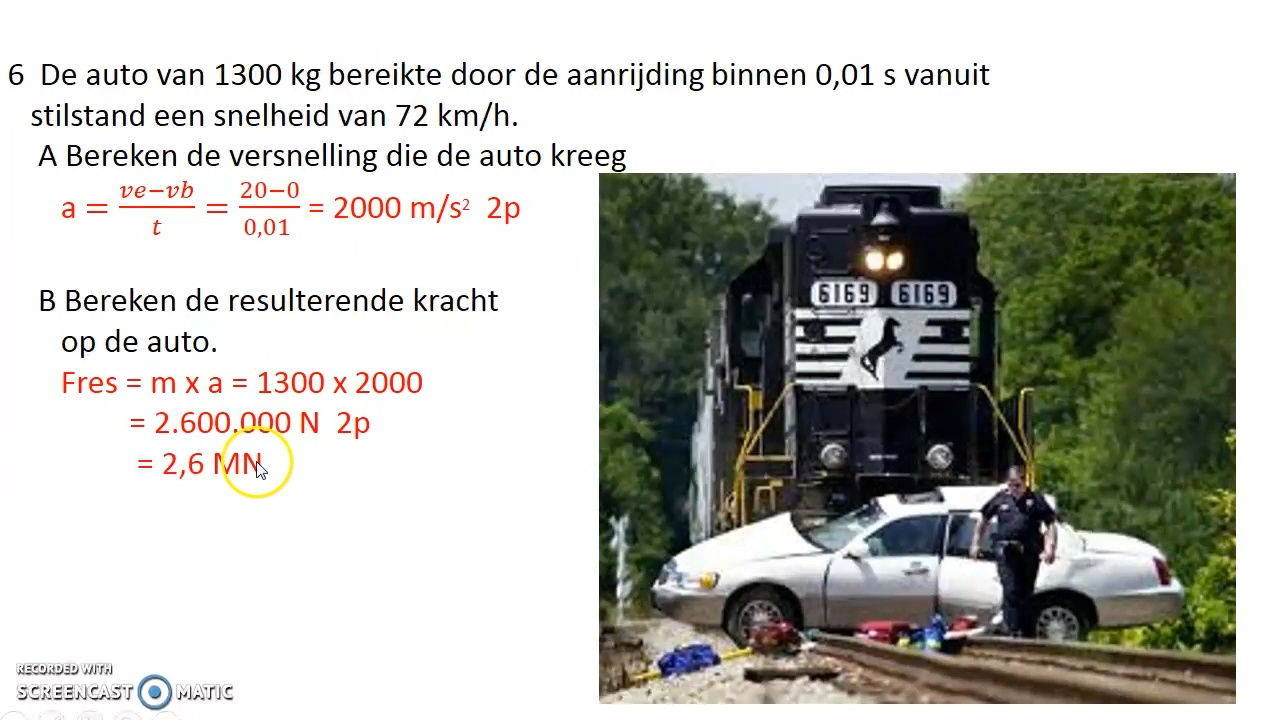 6 De auto van 1300 kg bereikte door de aanrijding binnen 0,01 s vanuit
stilstand een snelheid van 72 km/h.
A Bereken de versnelling die de auto kreeg
a = (ve−vb)/t = (20−0)/0,01 = 2000 m/s² 2p
B Bereken de resulterende kracht
op de auto.
Fres = m x a = 1300 x 2000
= 2.600.000 N 2p
= 2,6 MN
6169 6169
RECORDED WITH
SCREENCAST MATIC